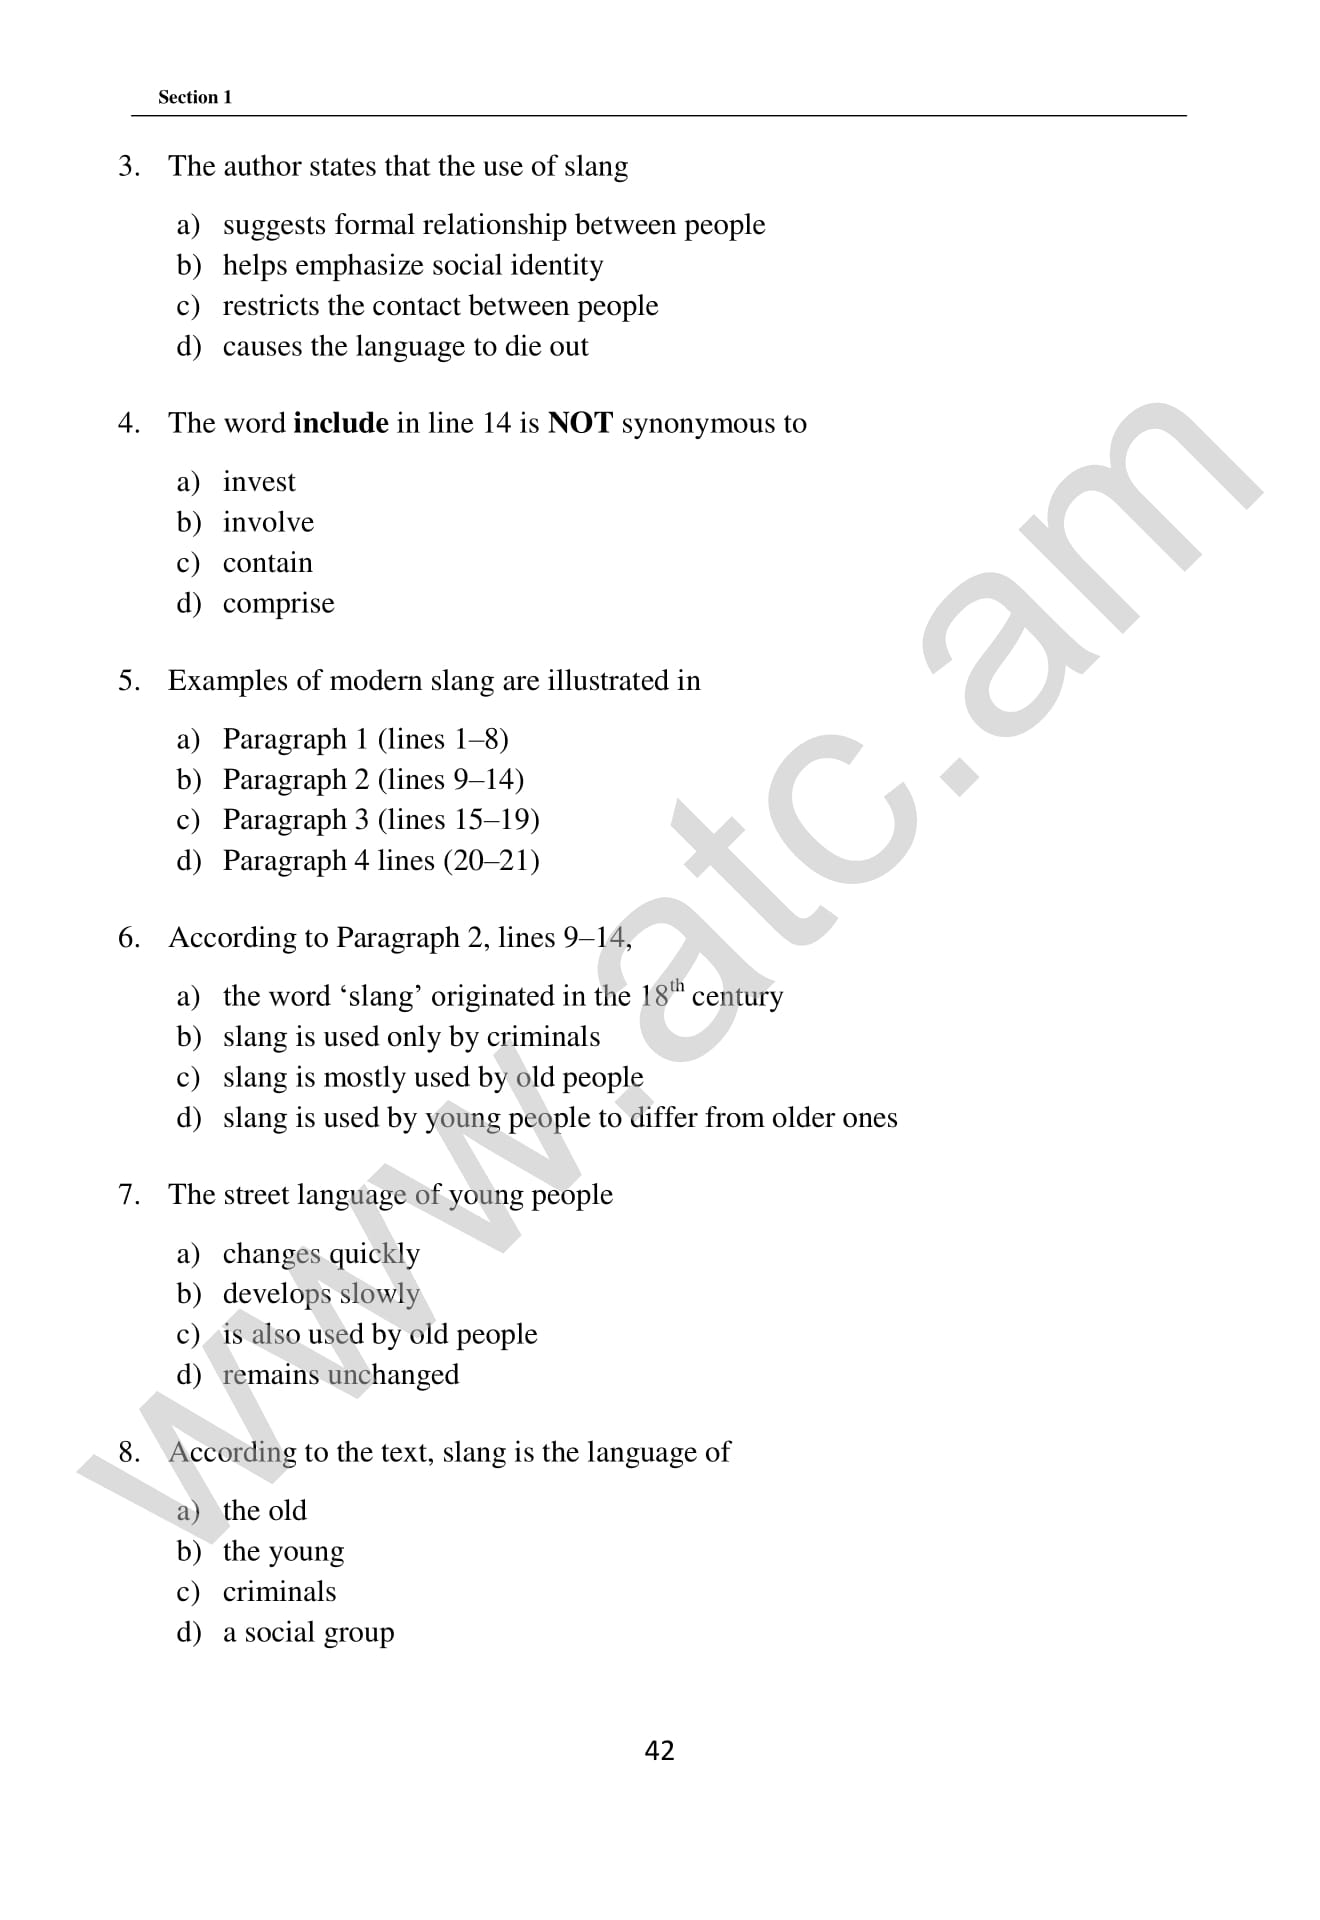 Section 1
3. The author states that the use of slang
a) suggests formal relationship between people
b) helps emphasize social identity
c) restricts the contact between people
d) causes the language to die out
4. The word include in line 14 is NOT synonymous to
a) invest
b) involve
c) contain
d) comprise
5. Examples of modern slang are illustrated in
a) Paragraph 1 (lines 1–8)
b) Paragraph 2 (lines 9–14)
c) Paragraph 3 (lines 15–19)
d) Paragraph 4 lines (20–21)
6. According to Paragraph 2, lines 9–14,
a) the word ‘slang’ originated in the 18th century
b) slang is used only by criminals
c) slang is mostly used by old people
d) slang is used by young people to differ from older ones
7. The street language of young people
a) changes quickly
b) develops slowly
c) is also used by old people
d) remains unchanged
8. According to the text, slang is the language of
a) the old
b) the young
c) criminals
d) a social group
42
www.atc.am